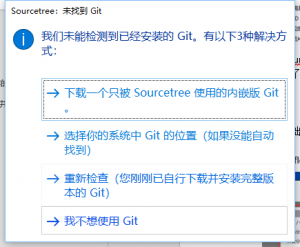 Sourcetree：未找到 Git
我们未能检测到已经安装的 Git。有以下3种解决方
式：
下载一个只被 Sourcetree 使用的内嵌版 Git
。
选择你的系统中 Git 的位置（如果没能自动
找到）
重新检查（您刚刚已自行下载并安装完整版
本的 Git）
我不想使用 Git